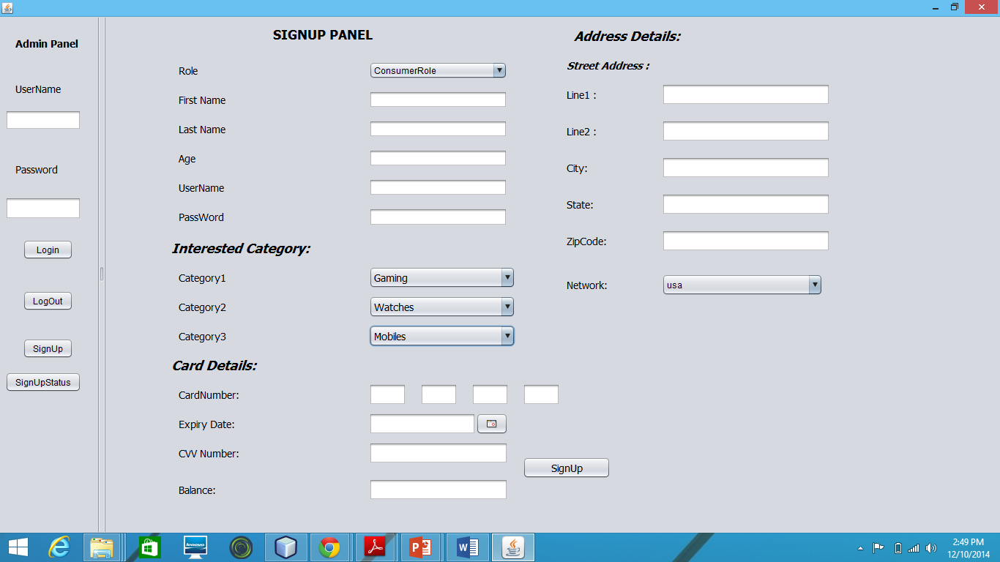 Admin Panel
UserName
Password
Login
LogOut
SignUp
SignUpStatus
SIGNUP PANEL
Role ConsumerRole
First Name
Last Name
Age
UserName
PassWord
Interested Category:
Category1 Gaming
Category2 Watches
Category3 Mobiles
Card Details:
CardNumber:
Expiry Date:
CVV Number:
Balance:
SignUp
Address Details:
Street Address :
Line1 :
Line2 :
City:
State:
ZipCode:
Network: usa
lenovo
2:49 PM
12/10/2014